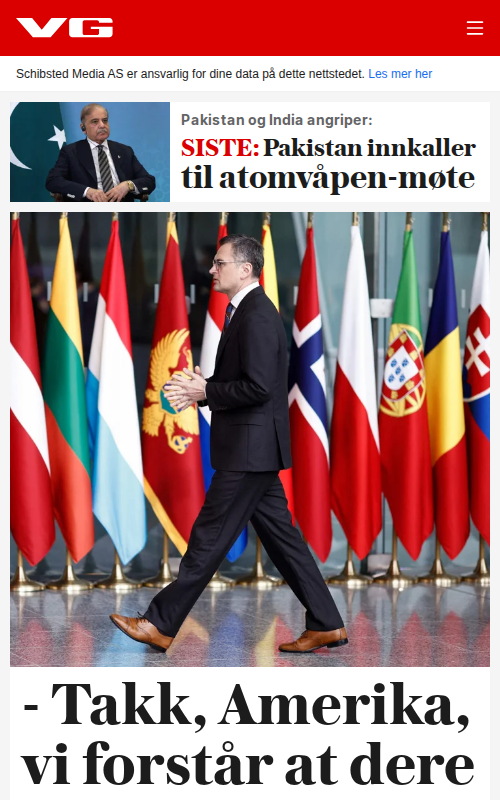 VG
Schibsted Media AS er ansvarlig for dine data på dette nettstedet. Les mer her
Pakistan og India angriper:
SISTE: Pakistan innkaller
til atomvåpen-møte
- Takk, Amerika,
vi forstår at dere